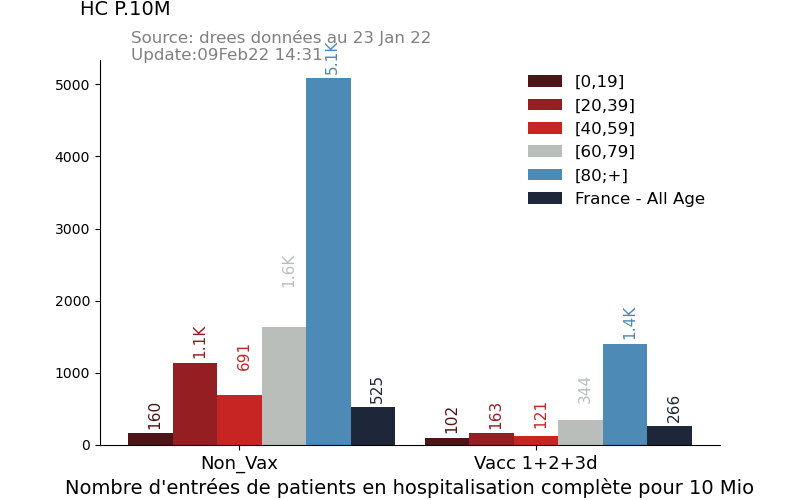 HC P.10M
Source: drees données au 23 Jan 22
Update:09Feb22 14:31
5000
4000
3000
2000
1000
0
160
1.1K
691
1.6K
5.1K
525
102
163
121
344
1.4K
266
[0,19]
[20,39]
[40,59]
[60,79]
[80;+]
France - All Age
Non_Vax
Vacc 1+2+3d
Nombre d'entrées de patients en hospitalisation complète pour 10 Mio